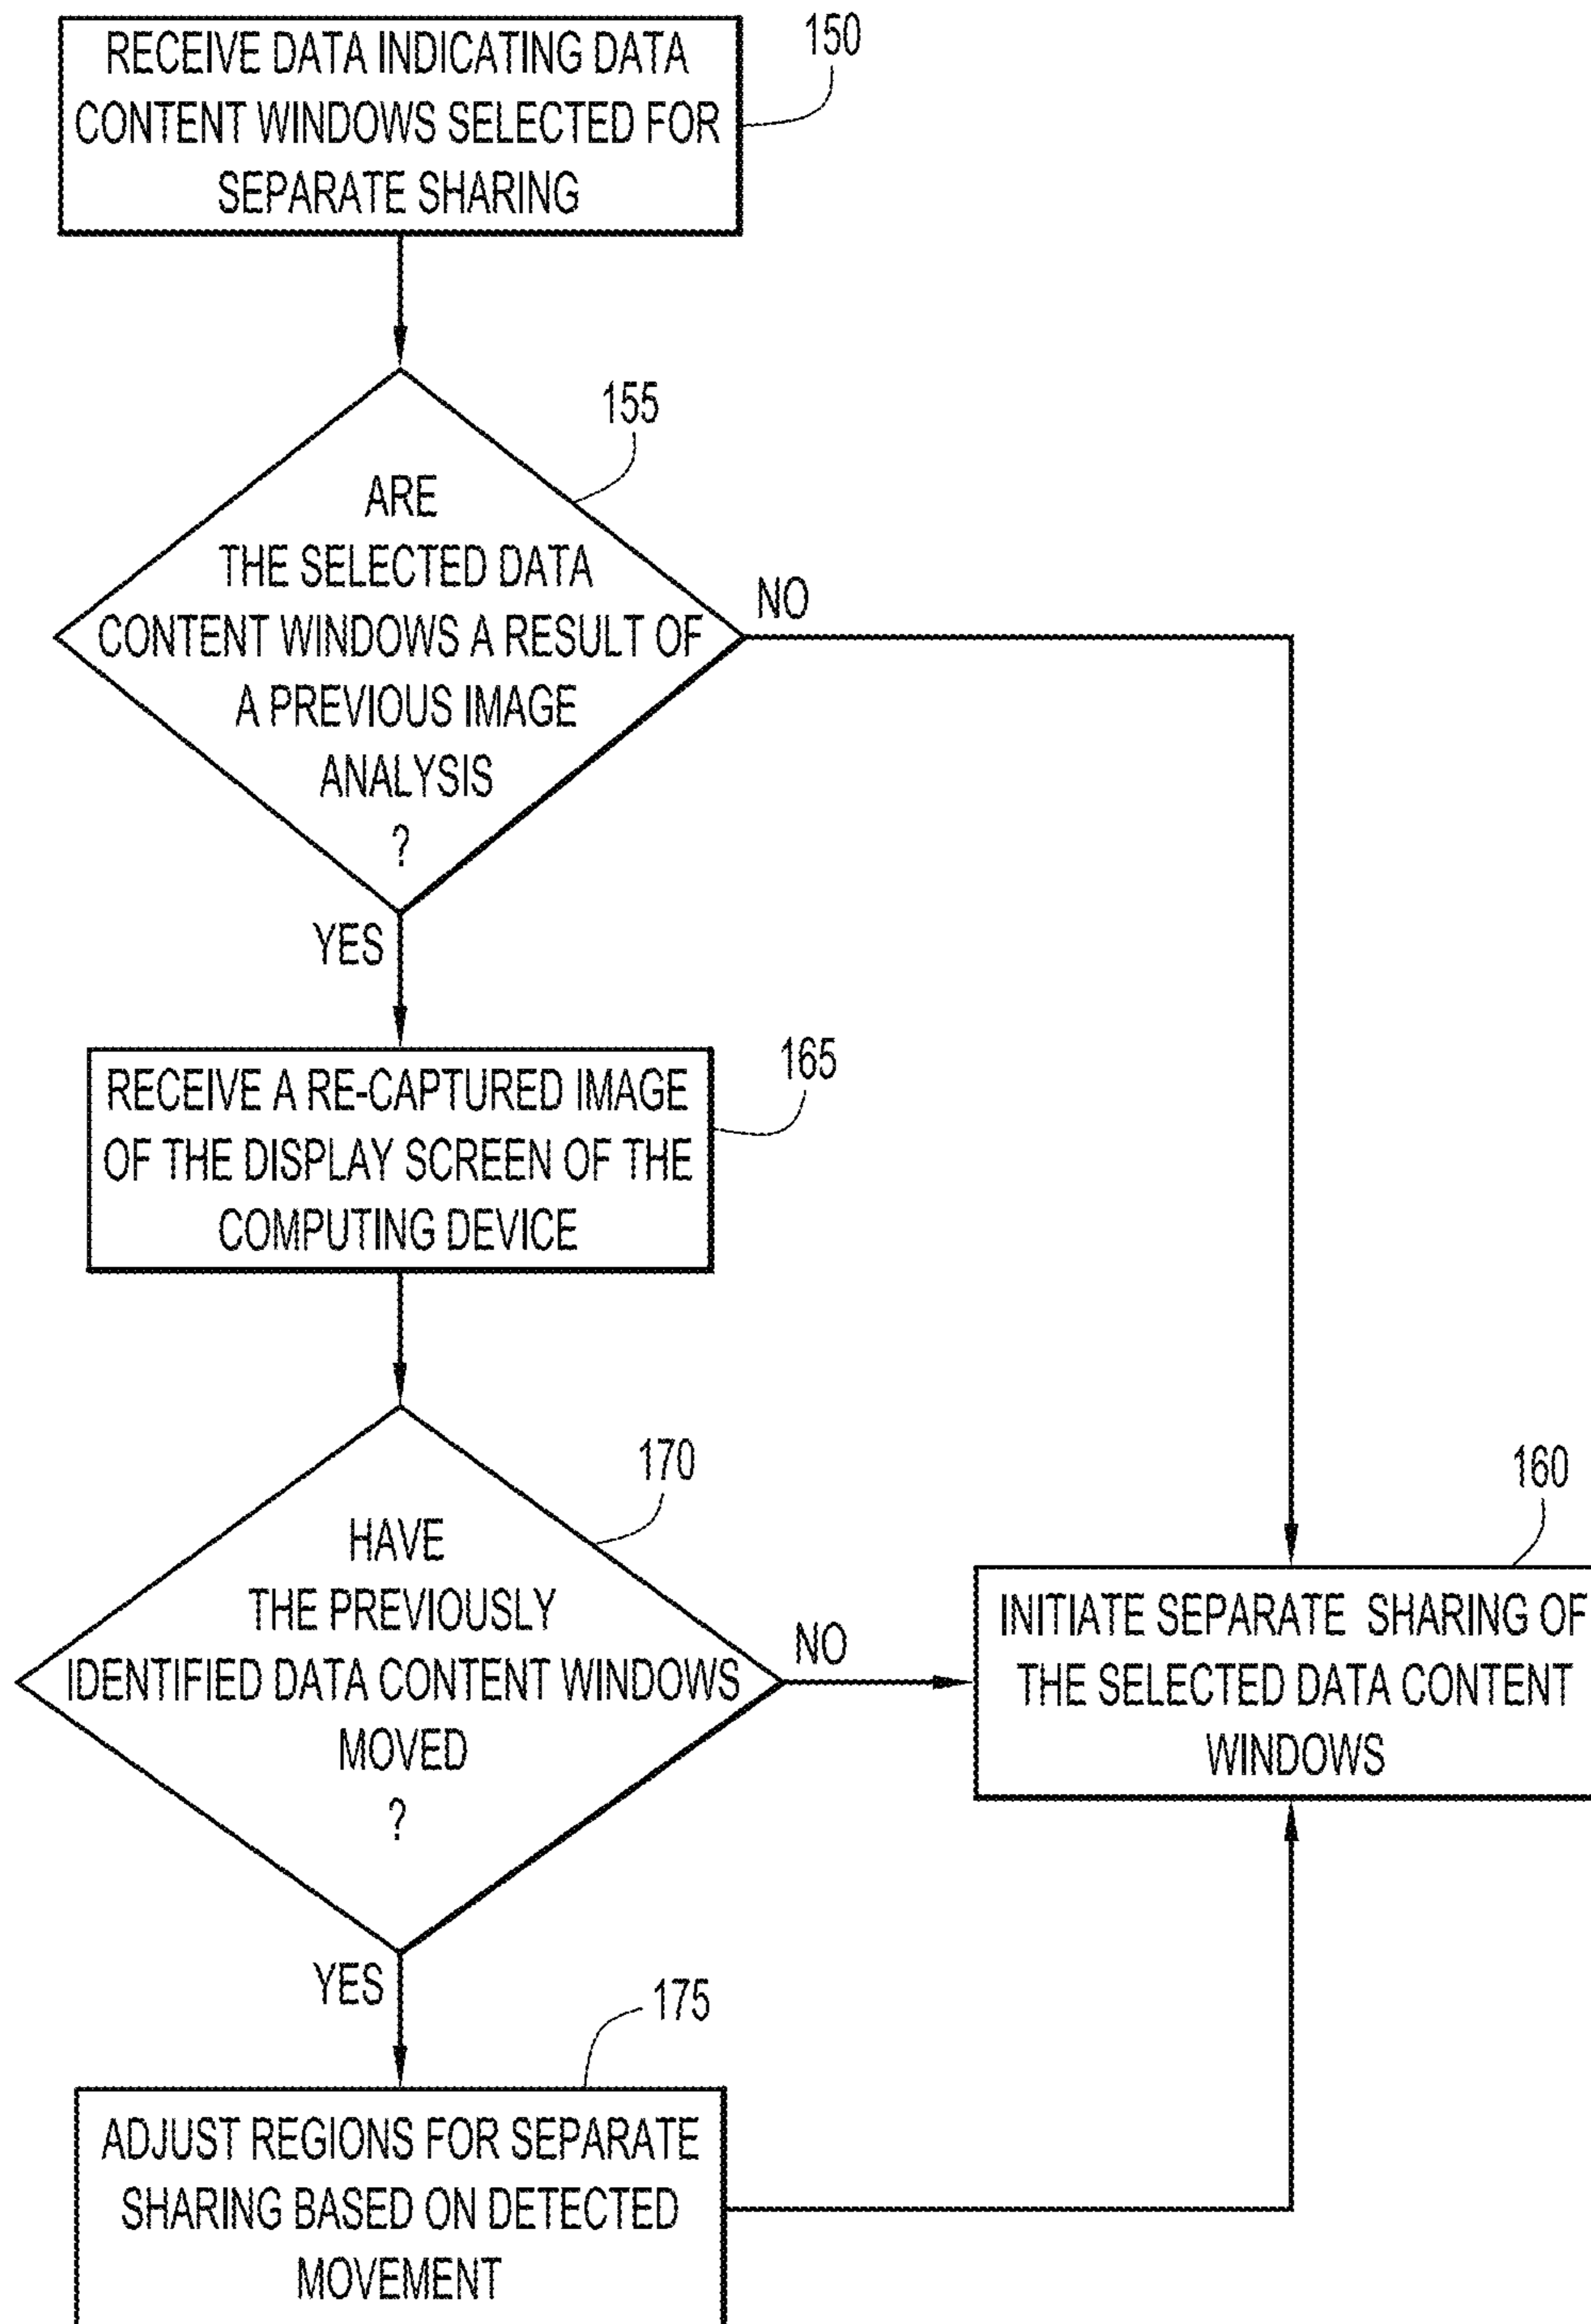 RECEIVE DATA INDICATING DATA
CONTENT WINDOWS SELECTED FOR
SEPARATE SHARING
150
155
ARE
THE SELECTED DATA
CONTENT WINDOWS A RESULT OF
A PREVIOUS IMAGE
ANALYSIS
?
NO
YES
RECEIVE A RE-CAPTURED IMAGE
OF THE DISPLAY SCREEN OF THE
COMPUTING DEVICE
165
170
HAVE
THE PREVIOUSLY
IDENTIFIED DATA CONTENT WINDOWS
MOVED
?
NO
YES
160
INITIATE SEPARATE SHARING OF
THE SELECTED DATA CONTENT
WINDOWS
175
ADJUST REGIONS FOR SEPARATE
SHARING BASED ON DETECTED
MOVEMENT